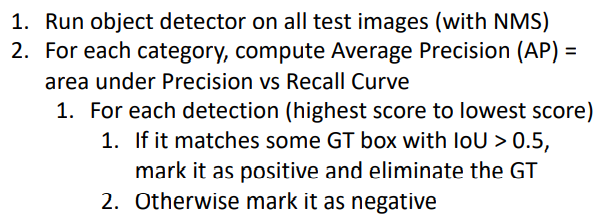 1. Run object detector on all test images (with NMS)
2. For each category, compute Average Precision (AP) =
area under Precision vs Recall Curve
1. For each detection (highest score to lowest score)
1. If it matches some GT box with IoU > 0.5,
mark it as positive and eliminate the GT
2. Otherwise mark it as negative